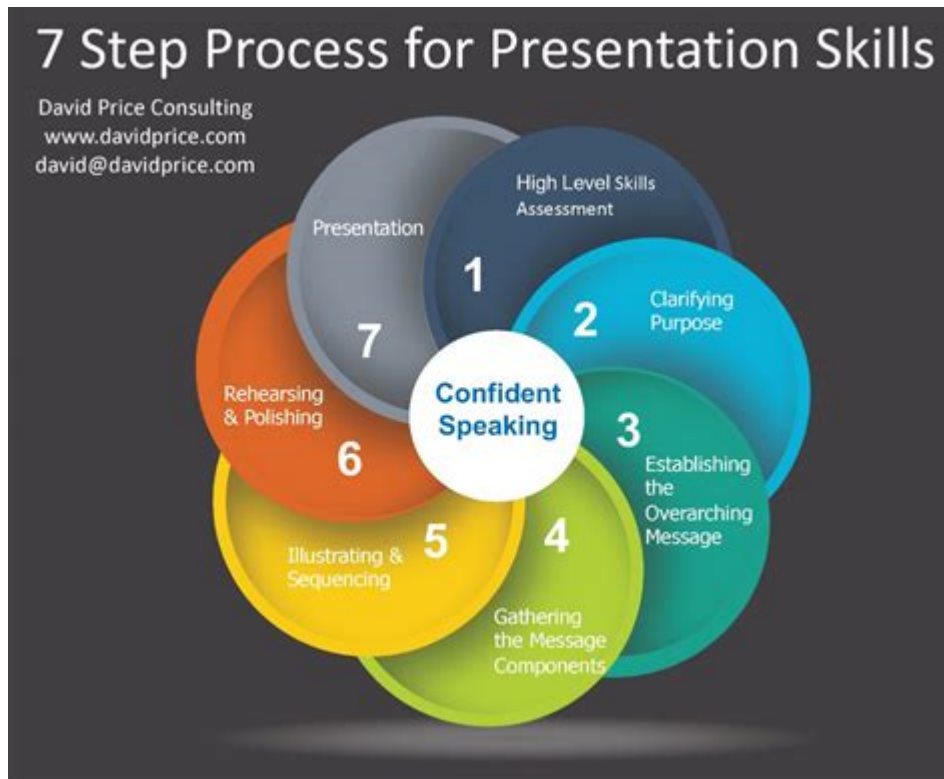 7 Step Process for Presentation Skills
David Price Consulting
www.davidprice.com
david@davidprice.com
High Level Skills
Assessment
1
2
Clarifying
Purpose
3
Establishing
the
Overarching
Message
4
Gathering
the Message
Components
5
Illustrating &
Sequencing
Rehearsing
& Polishing
6
Presentation
7
Confident
Speaking